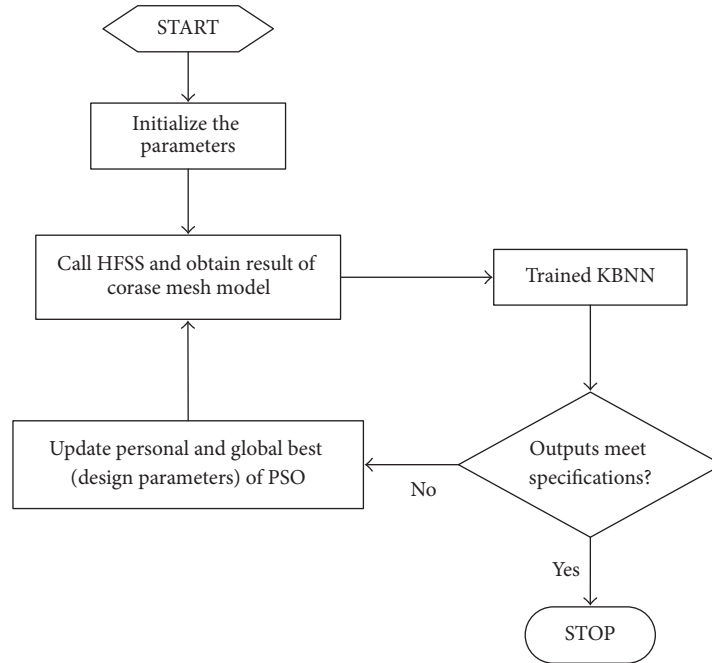 START
Initialize the
parameters
Call HFSS and obtain result of
corase mesh model
Trained KBNN
Outputs meet
specifications?
Update personal and global best
(design parameters) of PSO
No
Yes
STOP